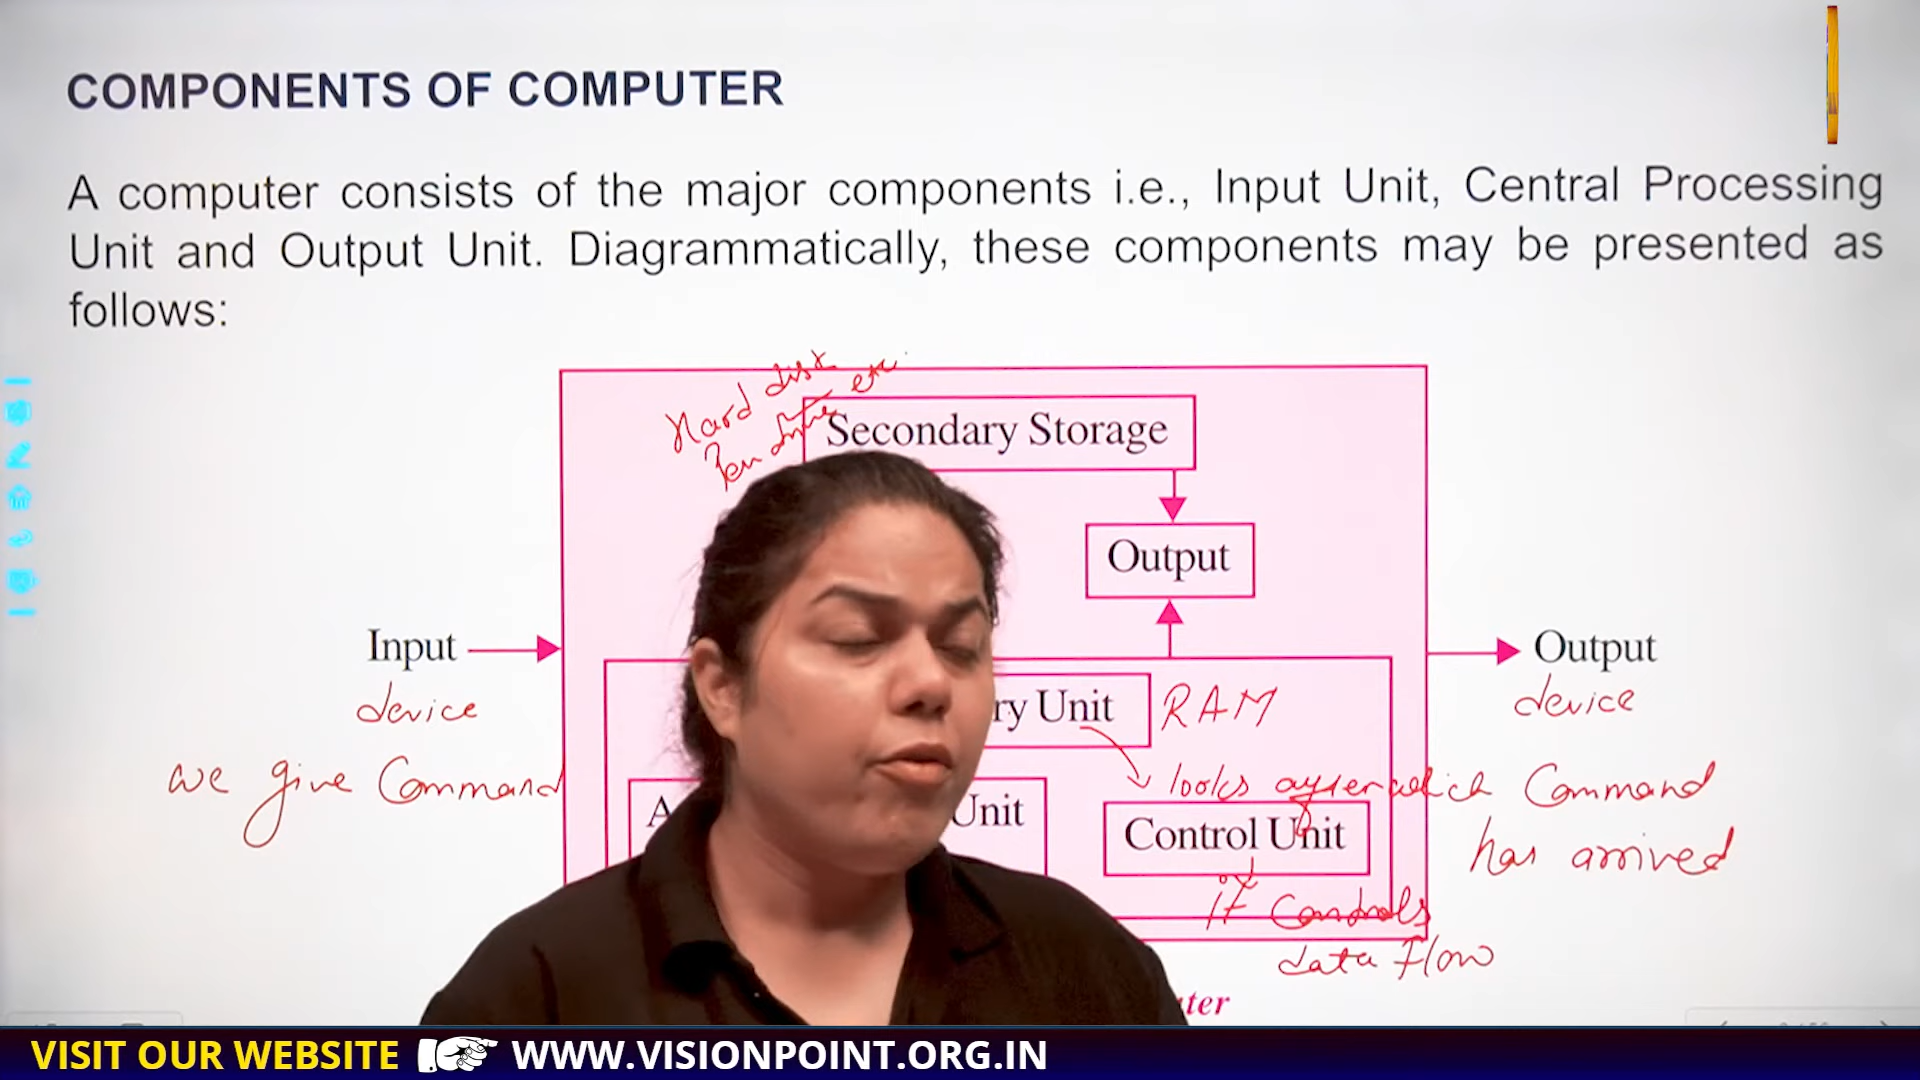 COMPONENTS OF COMPUTER
A computer consists of the major components i.e., Input Unit, Central Processing
Unit and Output Unit. Diagrammatically, these components may be presented as
follows:
Hard disk
Pen drive etc.
Secondary Storage
Output
Input
device
we give Command
Output
device
ry Unit
RAM
looks after which Command
has arrived
A
Unit
Control Unit
it Controls
data Flow
ter
VISIT OUR WEBSITE WWW.VISIONPOINT.ORG.IN